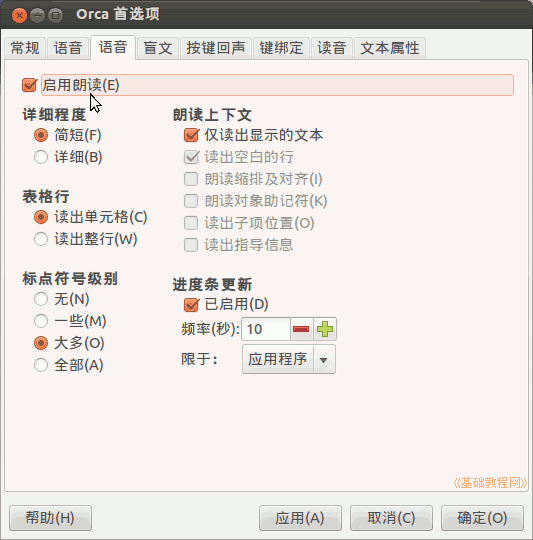 Orca 首选项
常规 语音 语音 盲文 按键回声 键绑定 读音 文本属性
启用朗读(E)
详细程度
简短(F)
详细(B)
表格行
读出单元格(C)
读出整行(W)
标点符号级别
无(N)
一些(M)
大多(O)
全部(A)
朗读上下文
仅读出显示的文本
读出空白的行
朗读缩排及对齐(I)
朗读对象助记符(K)
读出子项位置(O)
读出指导信息
进度条更新
已启用(D)
频率(秒): 10
限于: 应用程序
《基础教程网》
帮助(H) 应用(A) 取消(C) 确定(O)